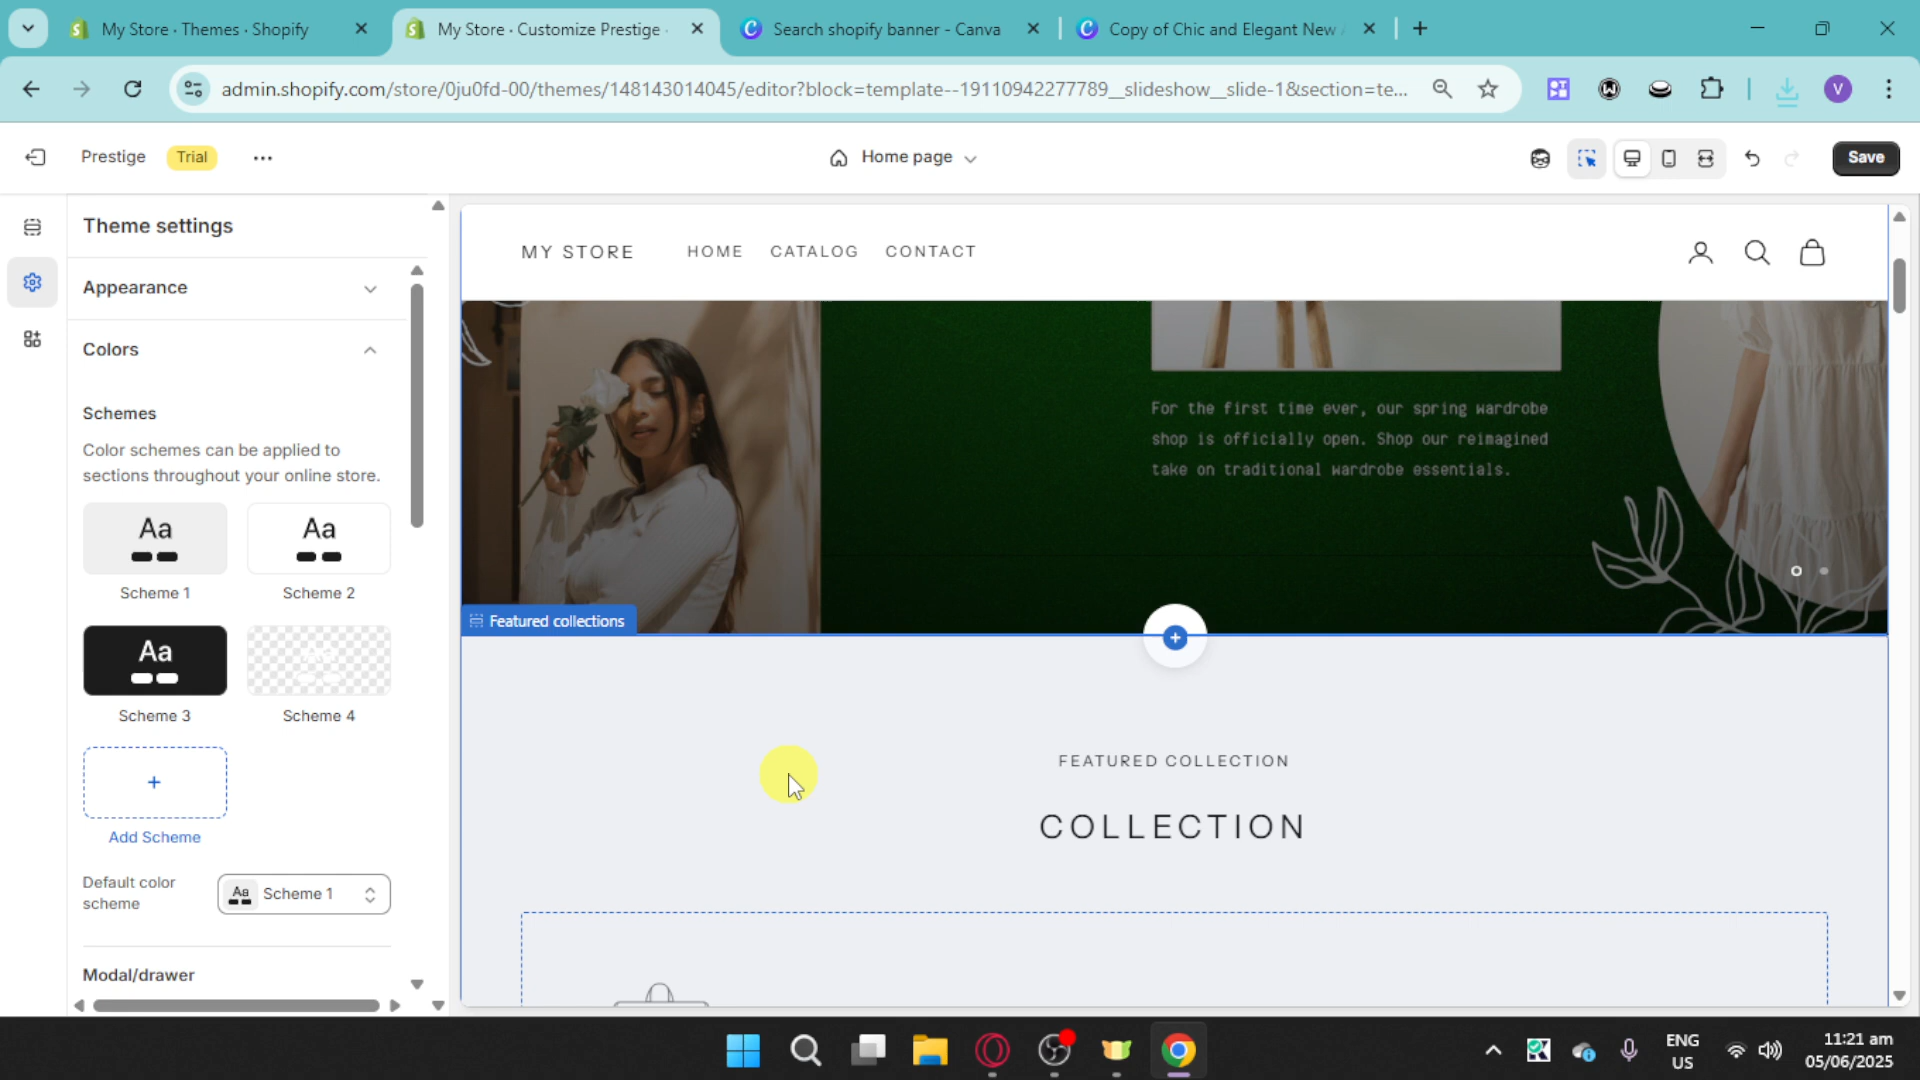 My Store · Themes · Shopify
My Store · Customize Prestige ·
Search shopify banner - Canva
Copy of Chic and Elegant New
admin.shopify.com/store/0ju0fd-00/themes/148143014045/editor?block=template--19110942277789__slideshow__slide-1&section=te...
V
Prestige
Trial
Home page
Save
Theme settings
Appearance
Colors
Schemes
Color schemes can be applied to
sections throughout your online store.
Aa
Aa
Scheme 1
Scheme 2
Aa
Aa
Scheme 3
Scheme 4
Add Scheme
Default color
scheme
Aa
Scheme 1
Modal/drawer
MY STORE
HOME
CATALOG
CONTACT
For the first time ever, our spring wardrobe
shop is officially open. Shop our reimagined
take on traditional wardrobe essentials.
Featured collections
FEATURED COLLECTION
COLLECTION
ENG
US
11:21 am
05/06/2025